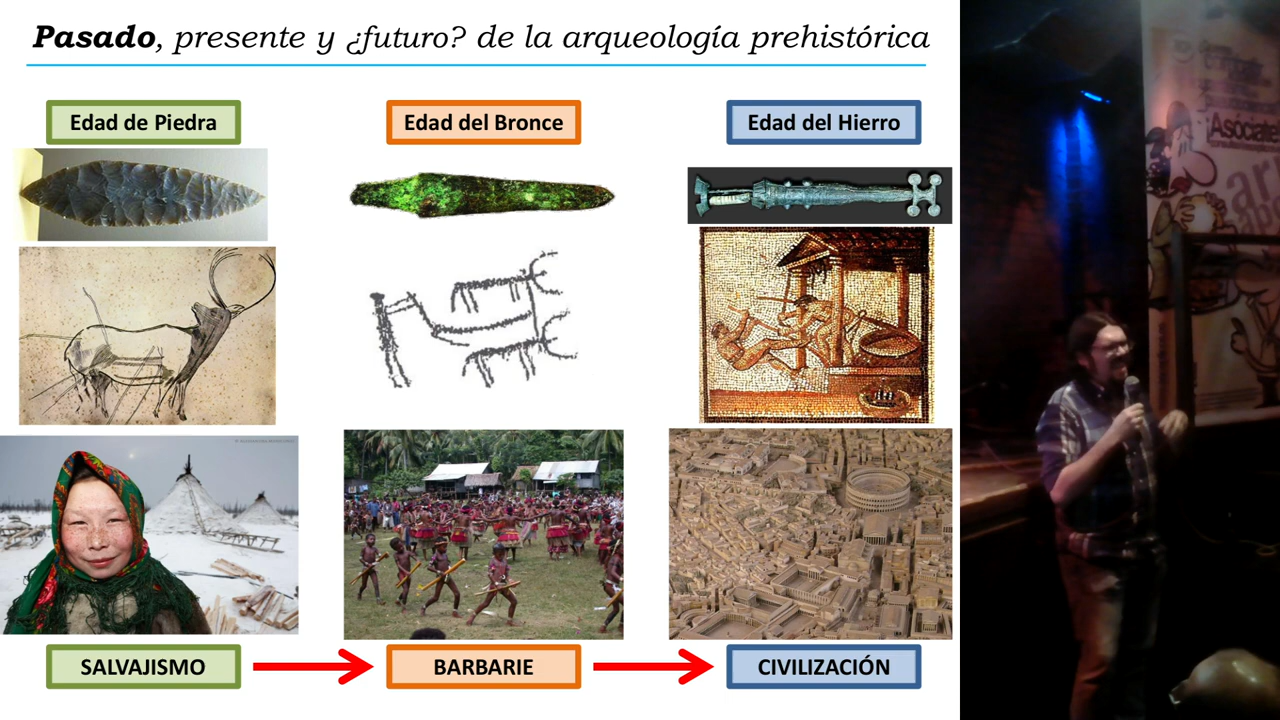 Pasado, presente y ¿futuro? de la arqueología prehistórica
Edad de Piedra
Edad del Bronce
Edad del Hierro
SALVAJISMO
BARBARIE
CIVILIZACIÓN